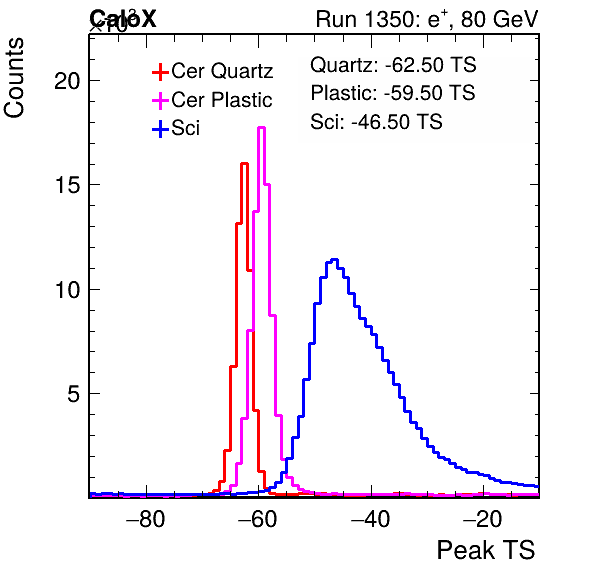 CaloX Run 1350: e⁺, 80 GeV
×10³
Counts
Cer Quartz
Cer Plastic
Sci
Quartz: -62.50 TS
Plastic: -59.50 TS
Sci: -46.50 TS
20
15
10
5
−80 −60 −40 −20
Peak TS